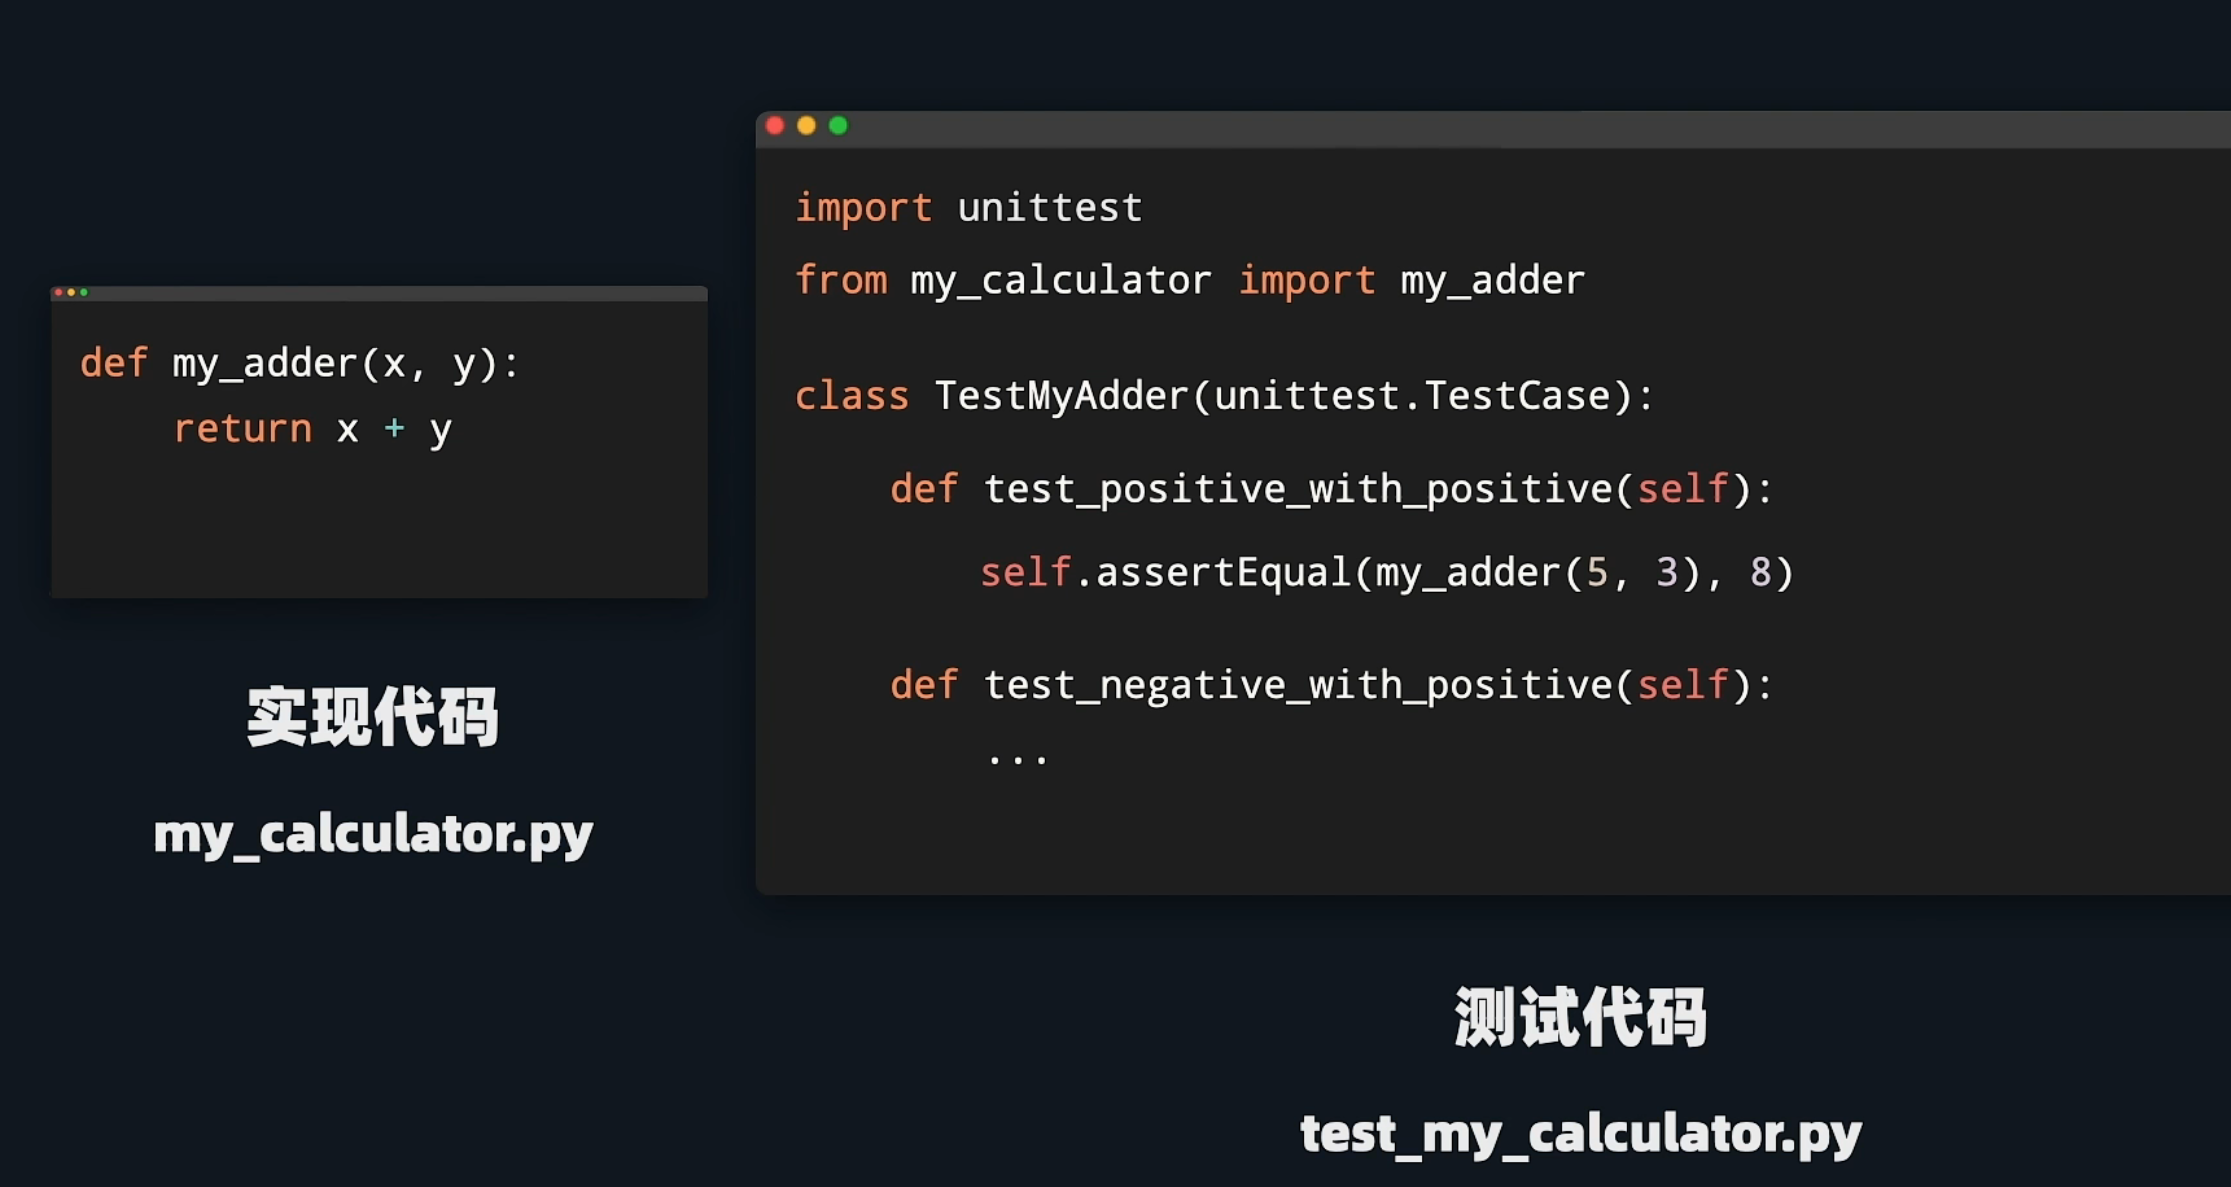 def my_adder(x, y):
    return x + y
实现代码
my_calculator.py
import unittest
from my_calculator import my_adder
class TestMyAdder(unittest.TestCase):
    def test_positive_with_positive(self):
        self.assertEqual(my_adder(5, 3), 8)
    def test_negative_with_positive(self):
        ...
测试代码
test_my_calculator.py